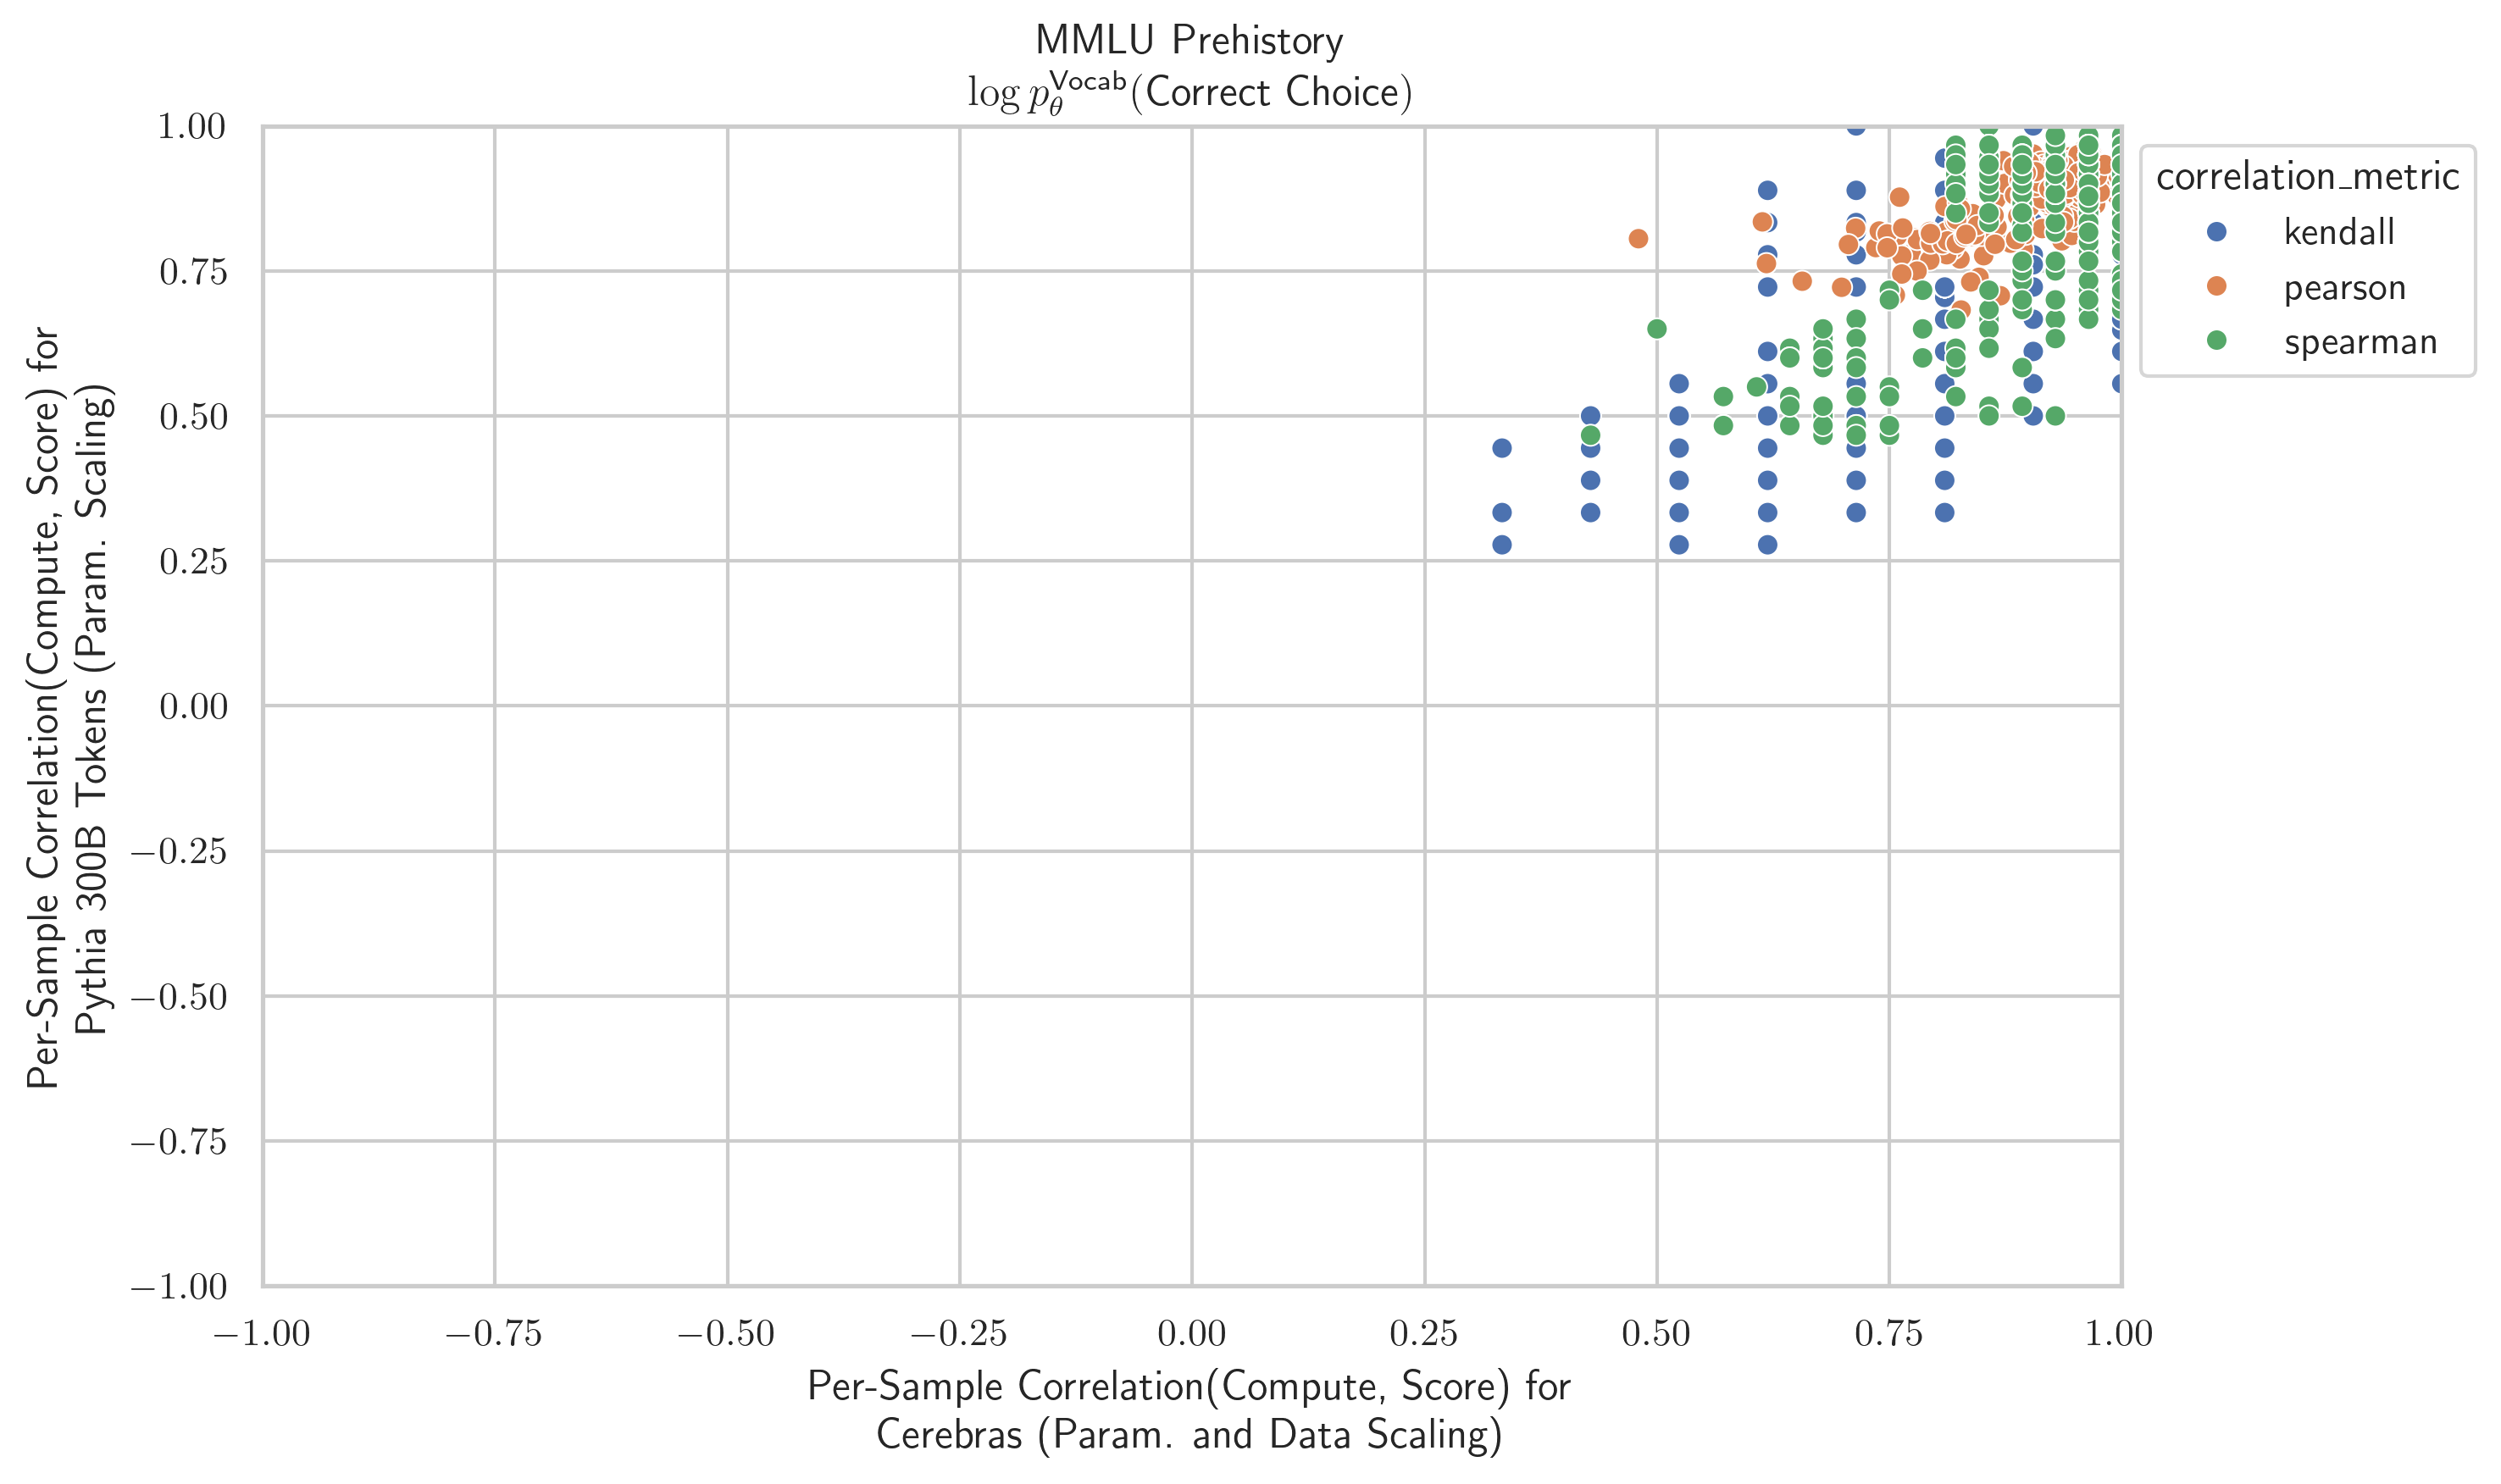 MMLU Prehistory
log p_θ^Vocab(Correct Choice)
Per-Sample Correlation(Compute, Score) for
Pythia 300B Tokens (Param. Scaling)
1.00
0.75
0.50
0.25
0.00
−0.25
−0.50
−0.75
−1.00
−1.00 −0.75 −0.50 −0.25 0.00 0.25 0.50 0.75 1.00
Per-Sample Correlation(Compute, Score) for
Cerebras (Param. and Data Scaling)
correlation_metric
kendall
pearson
spearman